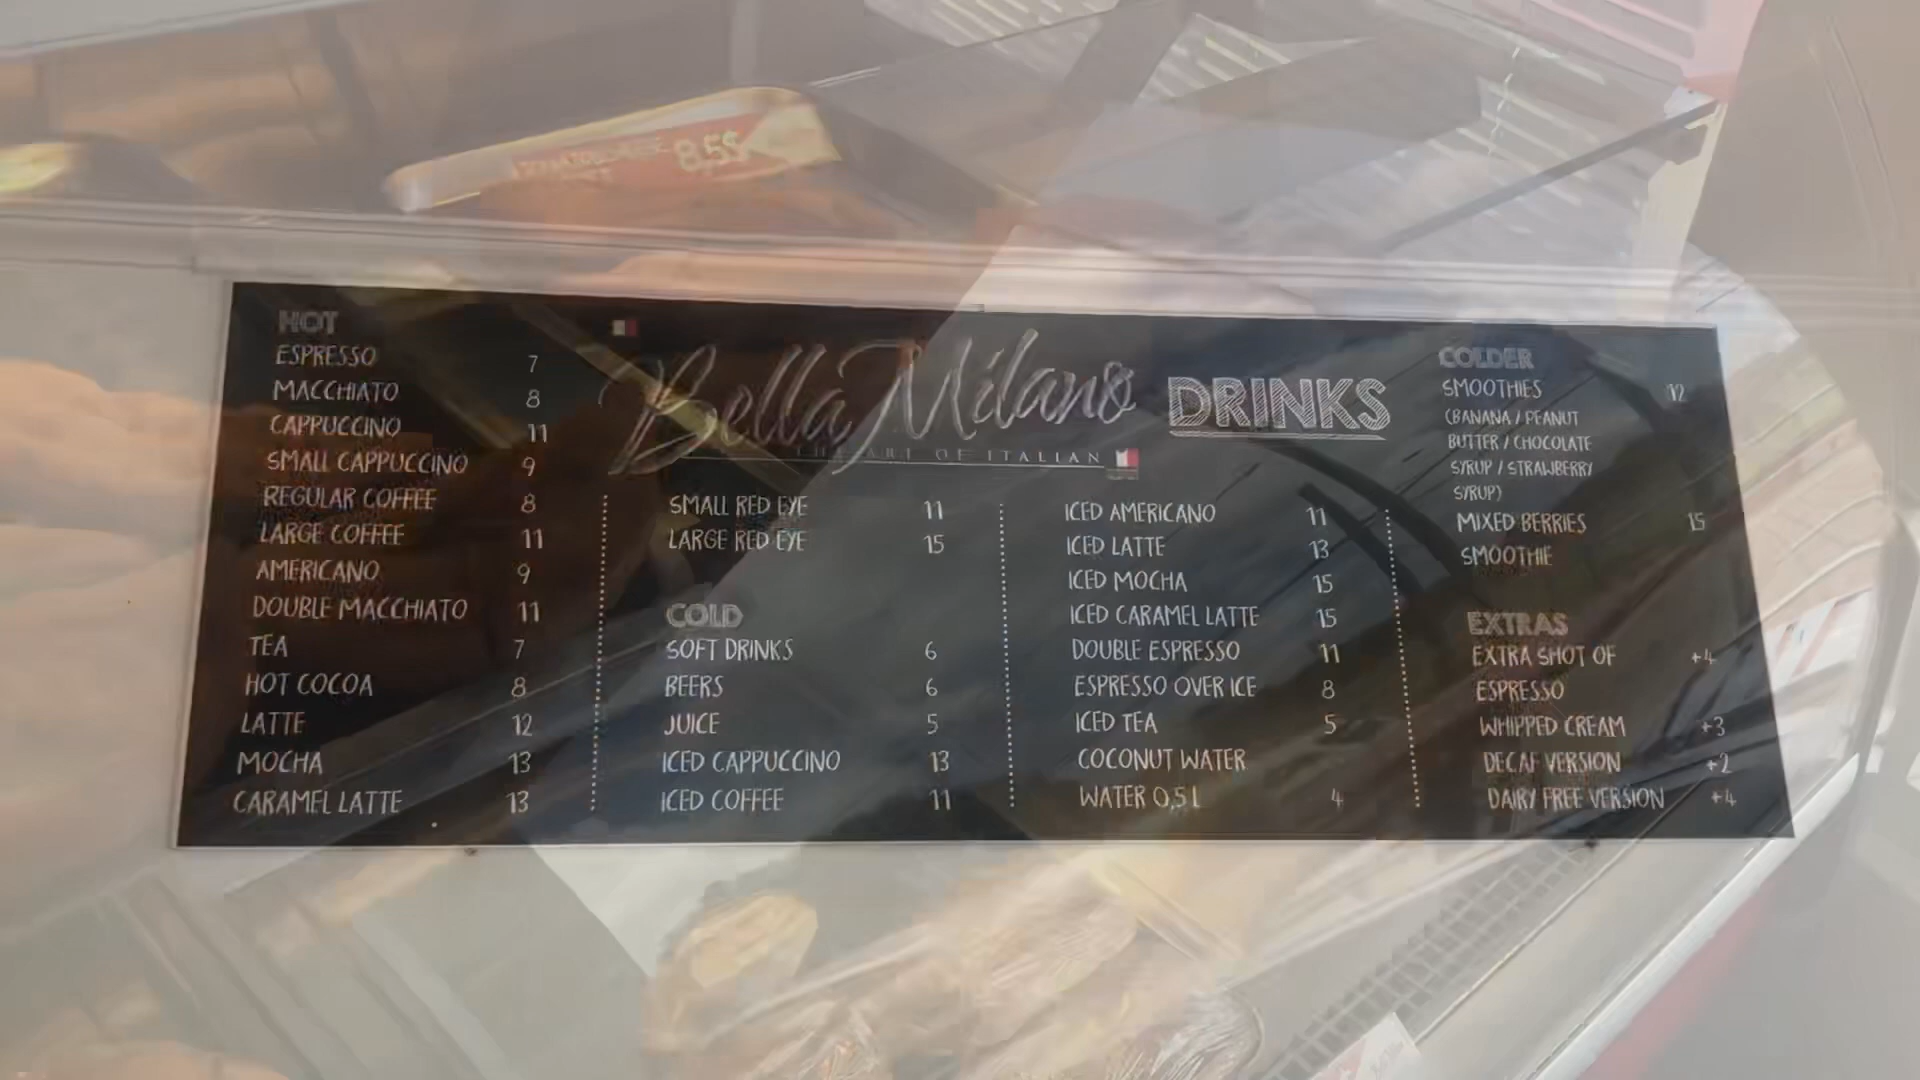 8.5$
HOT
ESPRESSO 7
MACCHIATO 8
CAPPUCCINO 11
SMALL CAPPUCCINO 9
REGULAR COFFEE 8
LARGE COFFEE 11
AMERICANO 9
DOUBLE MACCHIATO 11
TEA 7
HOT COCOA 8
LATTE 12
MOCHA 13
CARAMEL LATTE 13
Bella Milano
THE ART OF ITALIAN
DRINKS
SMALL RED EYE 11
LARGE RED EYE 15
COLD
SOFT DRINKS 6
BEERS 6
JUICE 5
ICED CAPPUCCINO 13
ICED COFFEE 11
ICED AMERICANO 11
ICED LATTE 13
ICED MOCHA 15
ICED CARAMEL LATTE 15
DOUBLE ESPRESSO 11
ESPRESSO OVER ICE 8
ICED TEA 5
COCONUT WATER
WATER 0,5 L 4
COLDER
SMOOTHIES 12
(BANANA / PEANUT
BUTTER / CHOCOLATE
SYRUP / STRAWBERRY
SYRUP)
MIXED BERRIES 15
SMOOTHIE
EXTRAS
EXTRA SHOT OF +4
ESPRESSO
WHIPPED CREAM +3
DECAF VERSION +2
DAIRY FREE VERSION +4